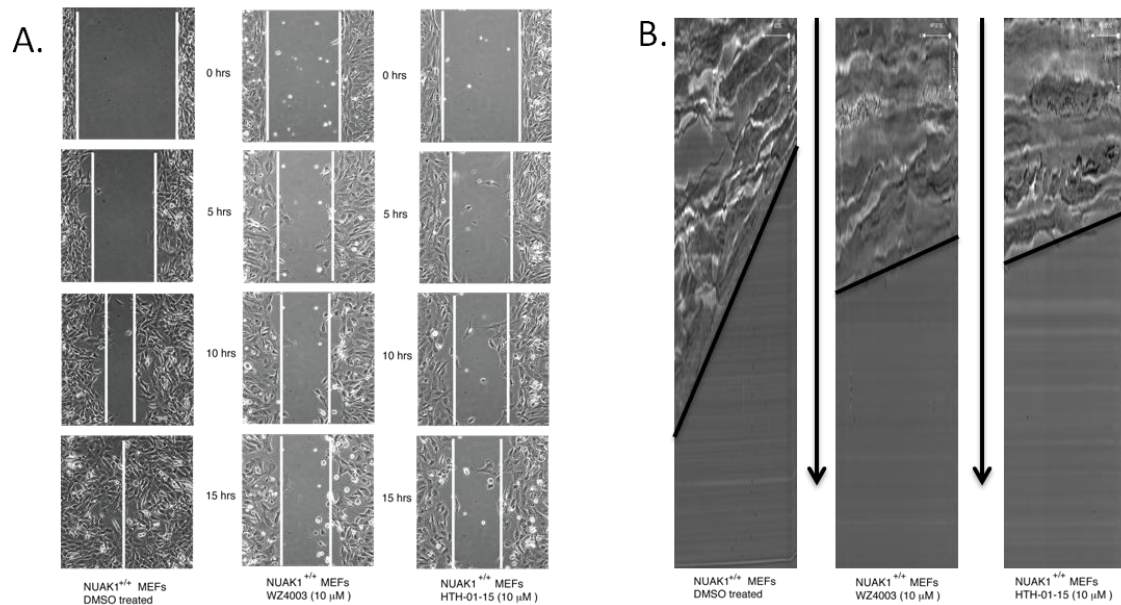 A.
B.
0 hrs
0 hrs
5 hrs
5 hrs
10 hrs
10 hrs
15 hrs
15 hrs
NUAK1+/+ MEFs
DMSO treated
NUAK1+/+ MEFs
WZ4003 (10 μM)
NUAK1+/+ MEFs
HTH-01-15 (10 μM)
NUAK1+/+ MEFs
DMSO treated
NUAK1+/+ MEFs
WZ4003 (10 μM)
NUAK1+/+ MEFs
HTH-01-15 (10 μM)